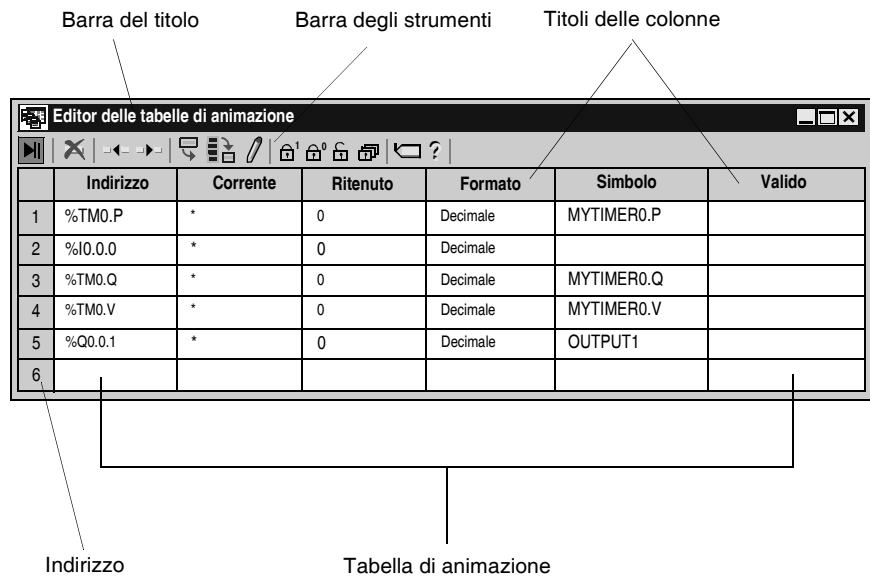 Barra del titolo Barra degli strumenti Titoli delle colonne
Editor delle tabelle di animazione
1 0 ?
Indirizzo Corrente Ritenuto Formato Simbolo Valido
1 %TM0.P * 0 Decimale MYTIMER0.P
2 %I0.0.0 * 0 Decimale
3 %TM0.Q * 0 Decimale MYTIMER0.Q
4 %TM0.V * 0 Decimale MYTIMER0.V
5 %Q0.0.1 * 0 Decimale OUTPUT1
6
Indirizzo Tabella di animazione